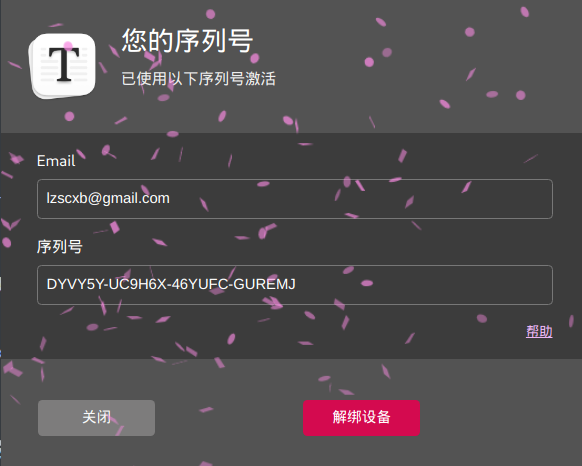 T
您的序列号
已使用以下序列号激活
Email
lzscxb@gmail.com
序列号
DYVY5Y-UC9H6X-46YUFC-GUREMJ
帮助
关闭
解绑设备